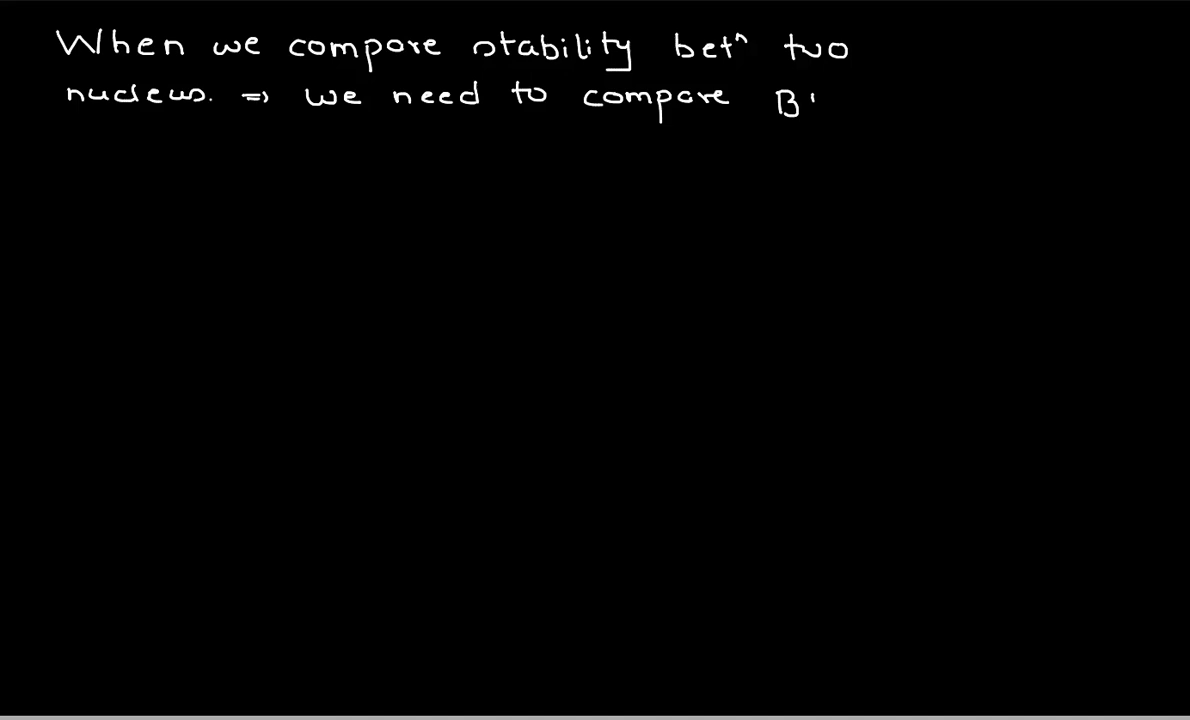 When we compare stability betⁿ two
nucleus. => we need to compare B